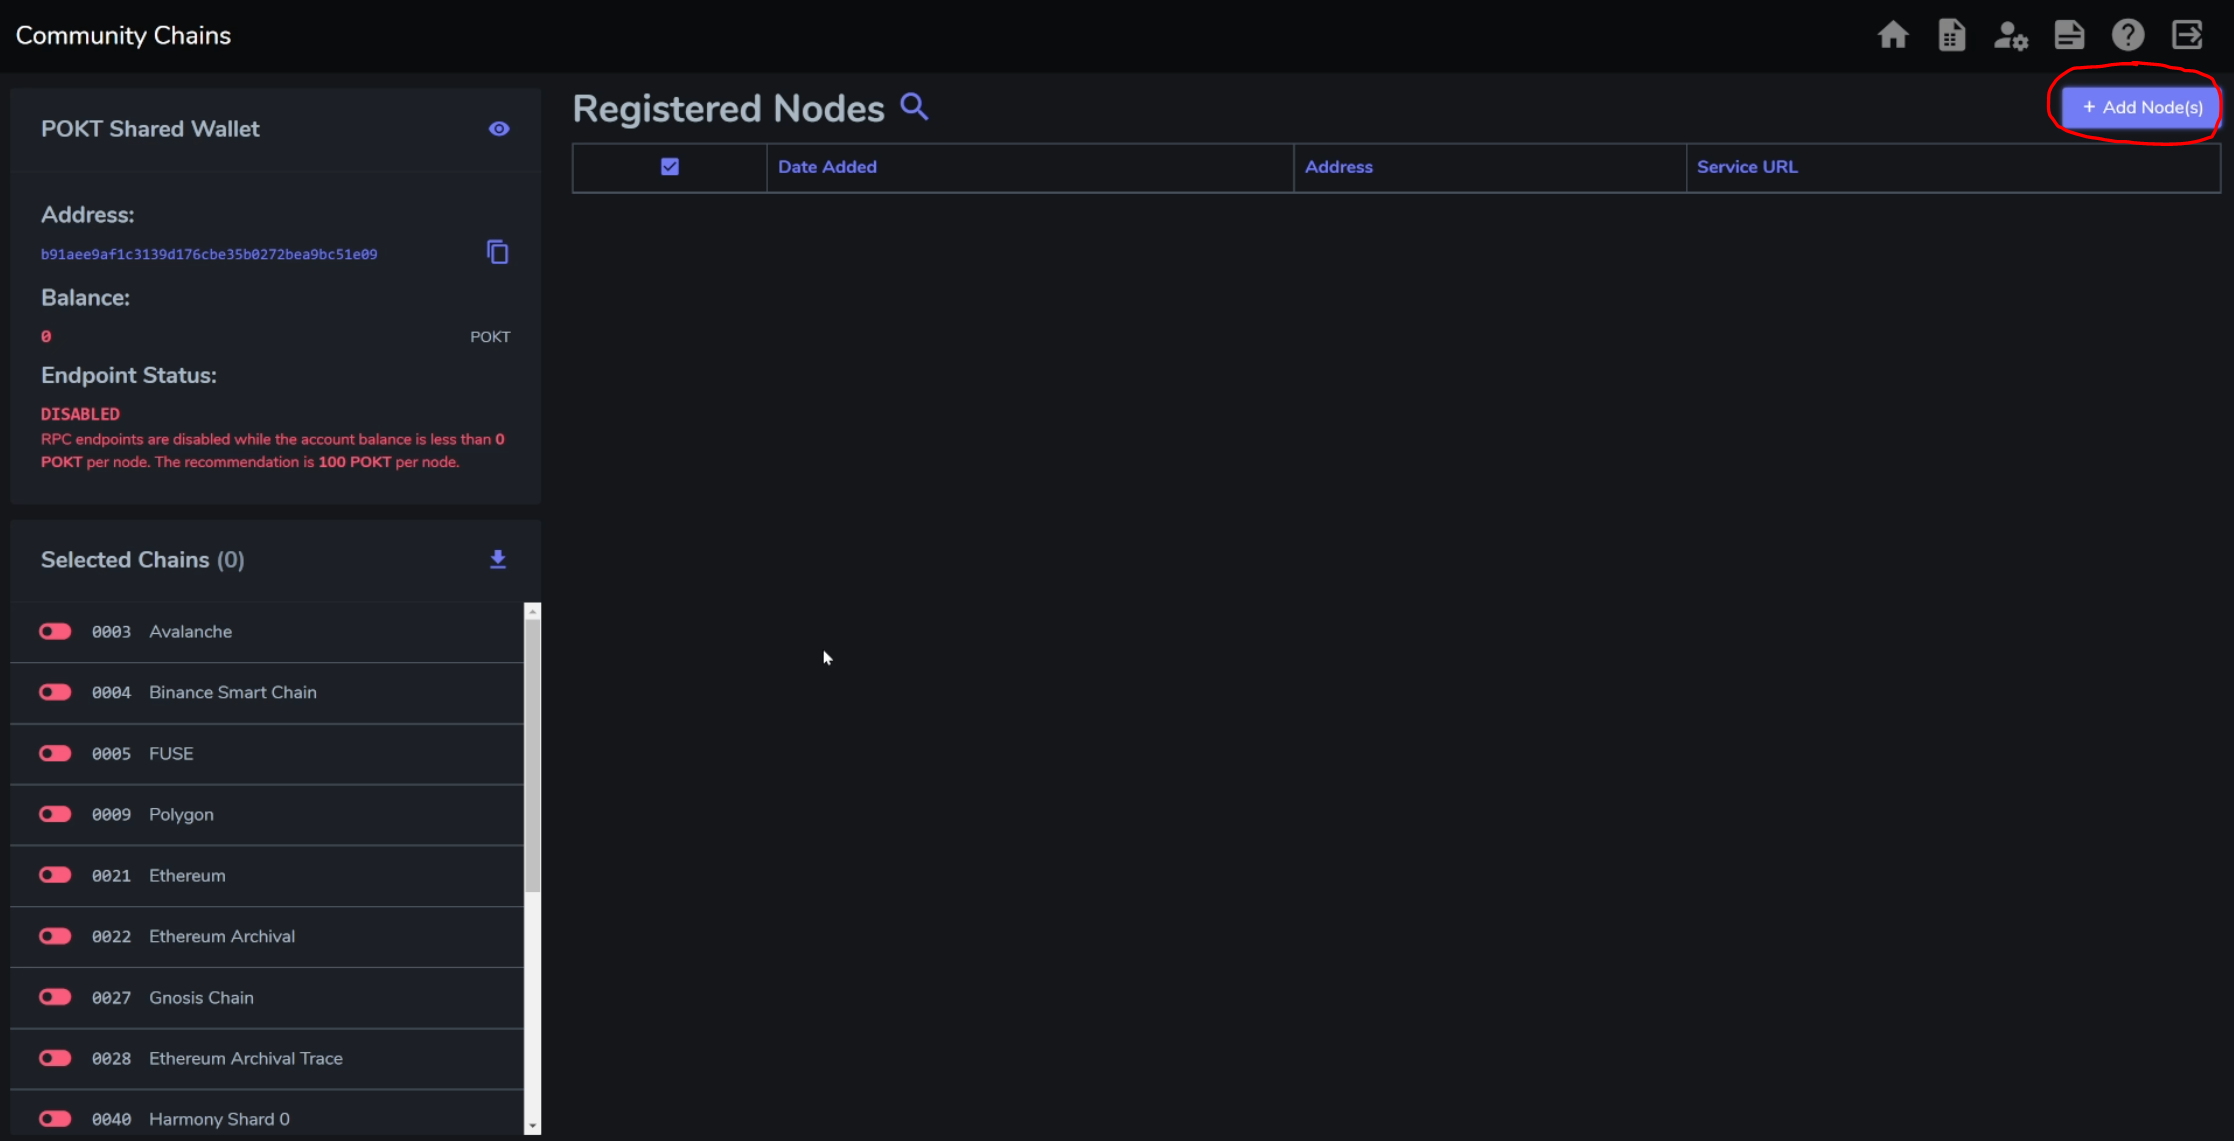 Community Chains
POKT Shared Wallet
Address:
b91aee9af1c3139d176cbe35b0272bea9bc51e09
Balance:
0 POKT
Endpoint Status:
DISABLED
RPC endpoints are disabled while the account balance is less than 0
POKT per node. The recommendation is 100 POKT per node.
Selected Chains (0)
0003 Avalanche
0004 Binance Smart Chain
0005 FUSE
0009 Polygon
0021 Ethereum
0022 Ethereum Archival
0027 Gnosis Chain
0028 Ethereum Archival Trace
0040 Harmony Shard 0
Registered Nodes
+ Add Node(s)
Date Added Address Service URL